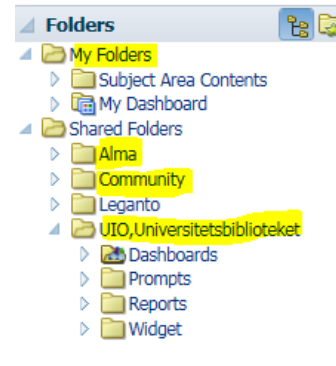 Folders
My Folders
Subject Area Contents
My Dashboard
Shared Folders
Alma
Community
Leganto
UIO,Universitetsbiblioteket
Dashboards
Prompts
Reports
Widget